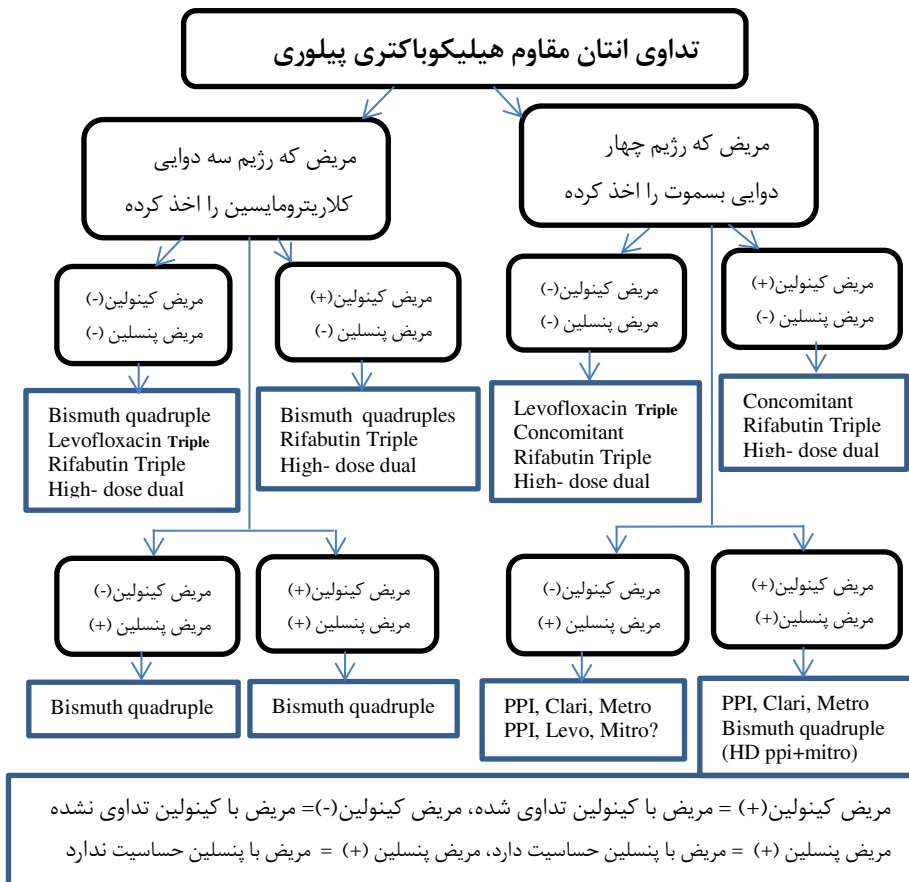 تداوی انتان مقاوم هیلیکوباکتری پیلوری
مریض که رژیم چهار
دوایی بسموت را اخذ کرده
مریض که رژیم سه دوایی
کلاریترومایسین را اخذ کرده
مریض کینولین(+)
مریض پنسلین (-)
مریض کینولین(-)
مریض پنسلین (-)
مریض کینولین(+)
مریض پنسلین (-)
مریض کینولین(-)
مریض پنسلین (-)
Concomitant
Rifabutin Triple
High- dose dual
Levofloxacin Triple
Concomitant
Rifabutin Triple
High- dose dual
Bismuth quadruples
Rifabutin Triple
High- dose dual
Bismuth quadruple
Levofloxacin Triple
Rifabutin Triple
High- dose dual
مریض کینولین(+)
مریض پنسلین(+)
مریض کینولین(-)
مریض پنسلین (+)
مریض کینولین(+)
مریض پنسلین (+)
مریض کینولین(-)
مریض پنسلین (+)
PPI, Clari, Metro
Bismuth quadruple
(HD ppi+mitro)
PPI, Clari, Metro
PPI, Levo, Mitro?
Bismuth quadruple
Bismuth quadruple
مریض کینولین(+) = مریض با کینولین تداوی شده، مریض کینولین(-)= مریض با کینولین تداوی نشده
مریض پنسلین (+) = مریض با پنسلین حساسیت دارد، مریض پنسلین (+) = مریض با پنسلین حساسیت ندارد